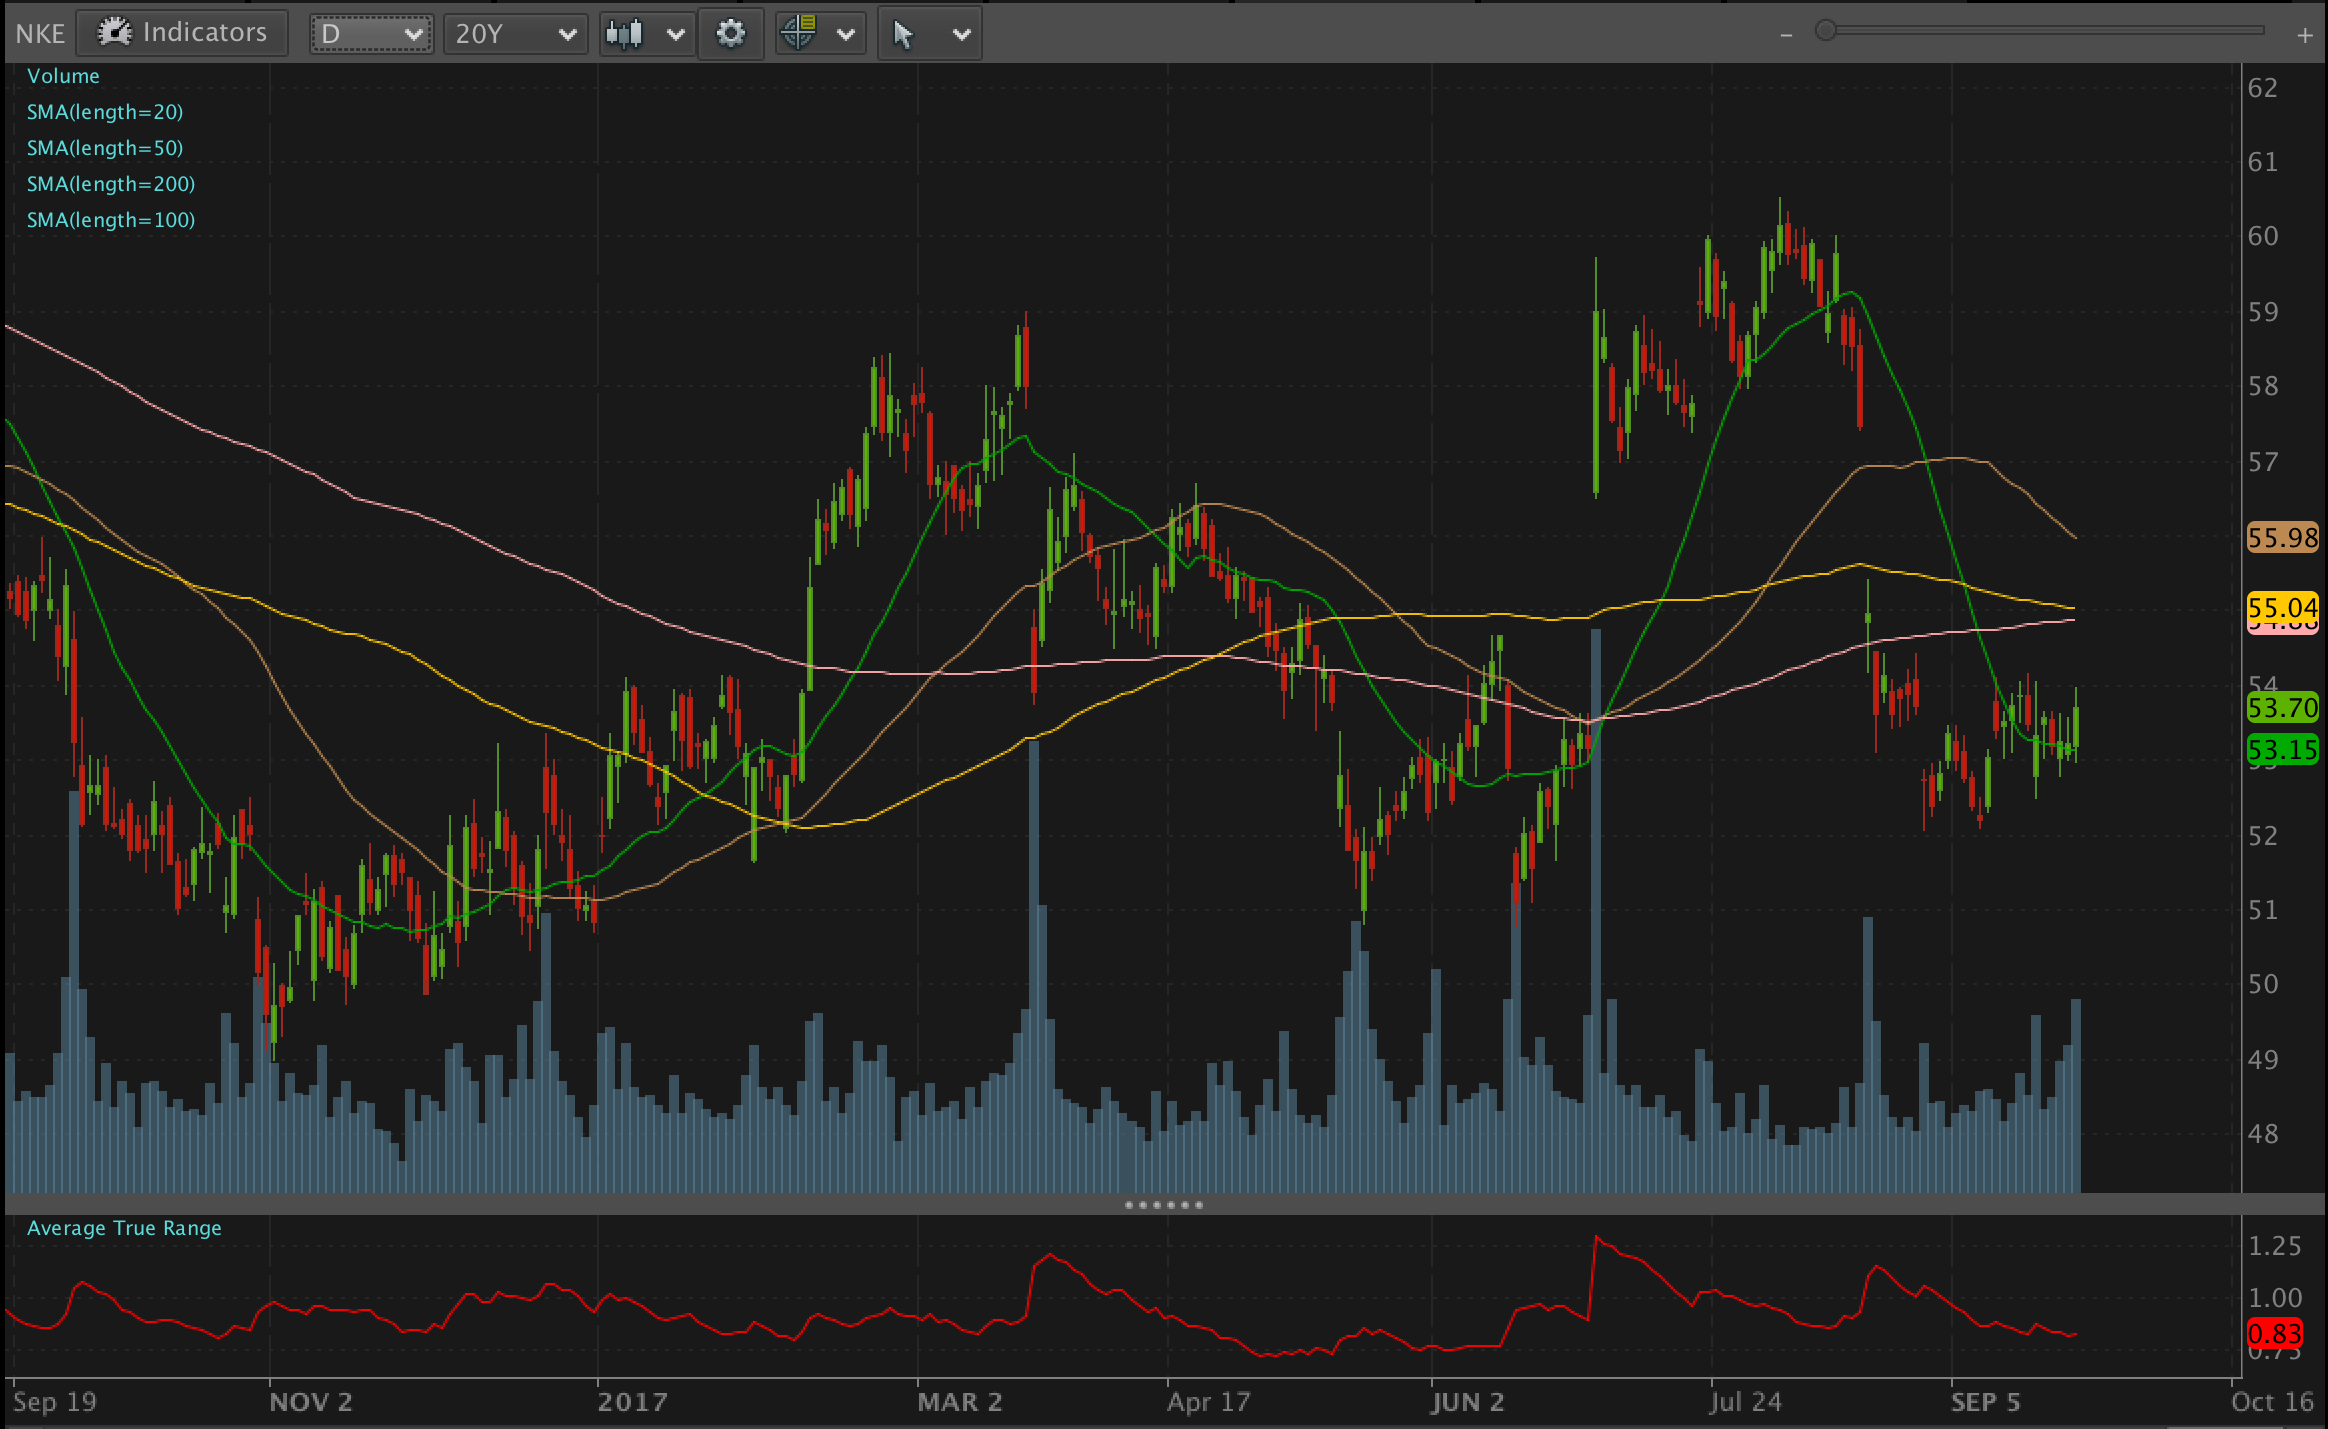 NKE Indicators D 20Y - +
Volume
SMA(length=20)
SMA(length=50)
SMA(length=200)
SMA(length=100)
62
61
60
59
58
57
55.98
55.04
54
53.70
53.15
52
51
50
49
48
Average True Range
1.25
1.00
0.83
0.75
Sep 19 NOV 2 2017 MAR 2 Apr 17 JUN 2 Jul 24 SEP 5 Oct 16